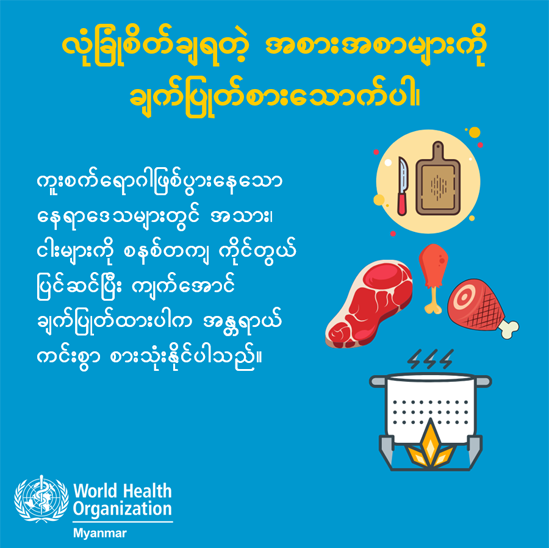 လုံခြုံစိတ်ချရတဲ့ အစားအစာများကို
ချက်ပြုတ်စားသောက်ပါ၊
ကူးစက်ရောဂါဖြစ်ပွားနေသော
နေရာဒေသများတွင် အသား၊
ငါးများကို စနစ်တကျ ကိုင်တွယ်
ပြင်ဆင်ပြီး ကျက်အောင်
ချက်ပြုတ်ထားပါက အန္တရာယ်
ကင်းစွာ စားသုံးနိုင်ပါသည်။
World Health
Organization
Myanmar